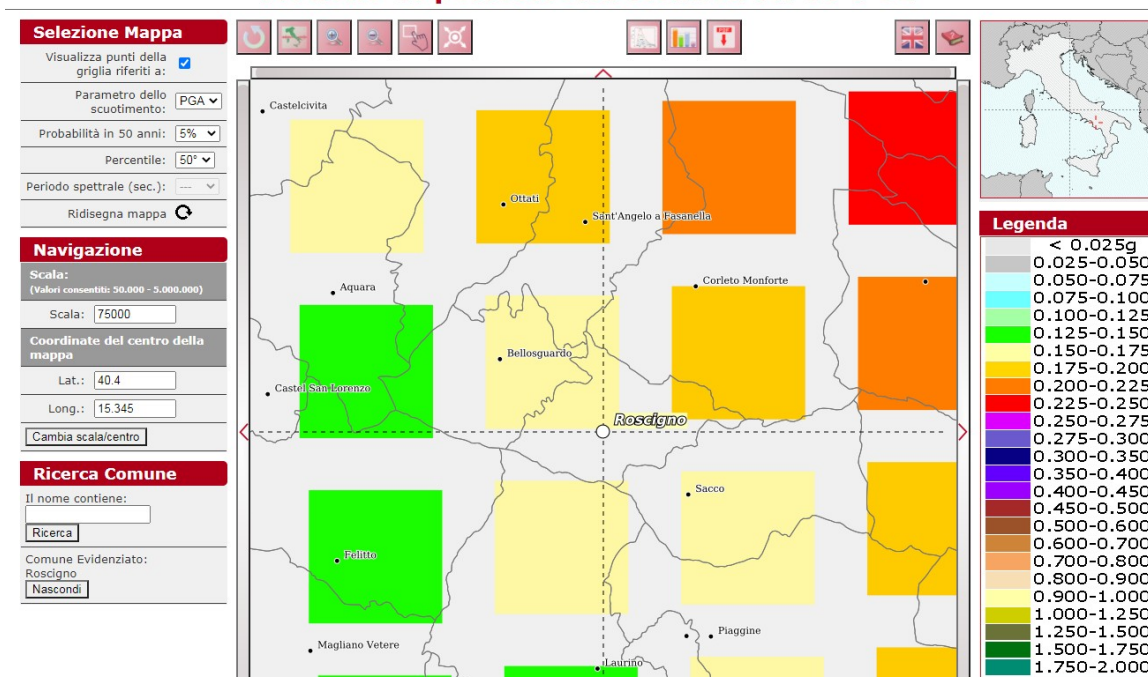 Selezione Mappa
Visualizza punti della
griglia riferiti a:
Parametro dello
scuotimento: PGA
Probabilità in 50 anni: 5%
Percentile: 50°
Periodo spettrale (sec.): ---
Ridisegna mappa
Navigazione
Scala:
(Valori consentiti: 50.000 - 5.000.000)
Scala: 75000
Coordinate del centro della
mappa
Lat.: 40.4
Long.: 15.345
Cambia scala/centro
Ricerca Comune
Il nome contiene:
Ricerca
Comune Evidenziato:
Roscigno
Nascondi
PDF
Castelcivita
Ottati
Sant'Angelo a Fasanella
Aquara
Corleto Monforte
Bellosguardo
Castel San Lorenzo
Roscigno
Sacco
Felitto
Magliano Vetere
Piaggine
Laurino
Legenda
< 0.025g
0.025-0.050
0.050-0.075
0.075-0.100
0.100-0.125
0.125-0.150
0.150-0.175
0.175-0.200
0.200-0.225
0.225-0.250
0.250-0.275
0.275-0.300
0.300-0.350
0.350-0.400
0.400-0.450
0.450-0.500
0.500-0.600
0.600-0.700
0.700-0.800
0.800-0.900
0.900-1.000
1.000-1.250
1.250-1.500
1.500-1.750
1.750-2.000